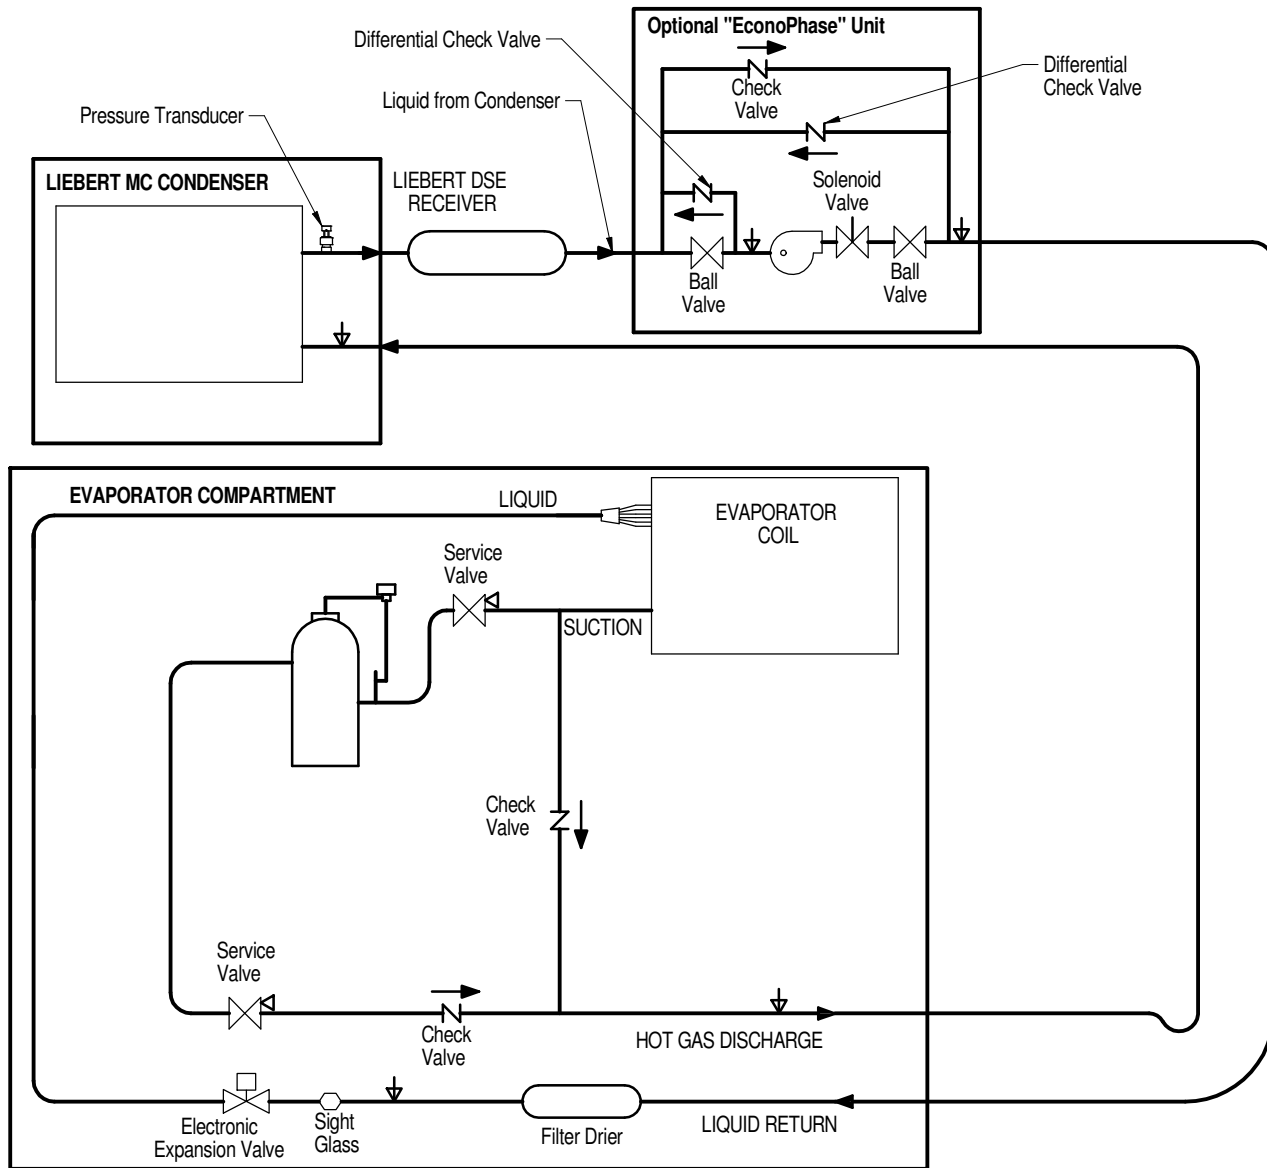 Optional "EconoPhase" Unit
Differential Check Valve
Differential
Check Valve
Check
Valve
Liquid from Condenser
Pressure Transducer
LIEBERT MC CONDENSER
LIEBERT DSE
RECEIVER
Solenoid
Valve
Ball
Valve
Ball
Valve
EVAPORATOR COMPARTMENT
LIQUID
EVAPORATOR
COIL
Service
Valve
SUCTION
Check
Valve
Service
Valve
Check
Valve
HOT GAS DISCHARGE
Electronic
Expansion Valve
Sight
Glass
Filter Drier
LIQUID RETURN